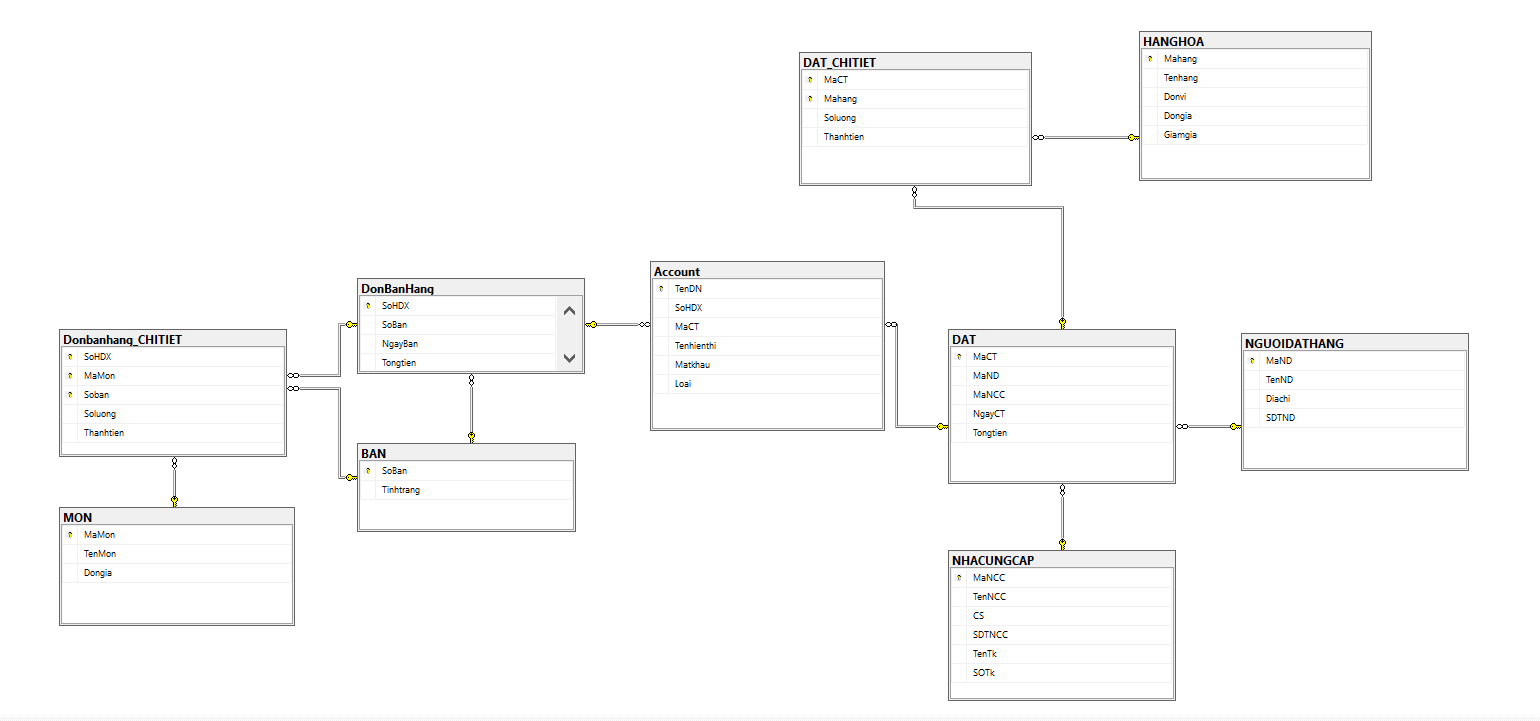 HANGHOA
Mahang
Tenhang
Donvi
Dongia
Giamgia
DAT_CHITIET
MaCT
Mahang
Soluong
Thanhtien
Account
TenDN
SoHDX
MaCT
Tenhienthi
Matkhau
Loai
DonBanHang
SoHDX
SoBan
NgayBan
Tongtien
Donbanhang_CHITIET
SoHDX
MaMon
Soban
Soluong
Thanhtien
DAT
MaCT
MaND
MaNCC
NgayCT
Tongtien
NGUOIDATHANG
MaND
TenND
Diachi
SDTND
BAN
SoBan
Tinhtrang
MON
MaMon
TenMon
Dongia
NHACUNGCAP
MaNCC
TenNCC
CS
SDTNCC
TenTk
SOTk